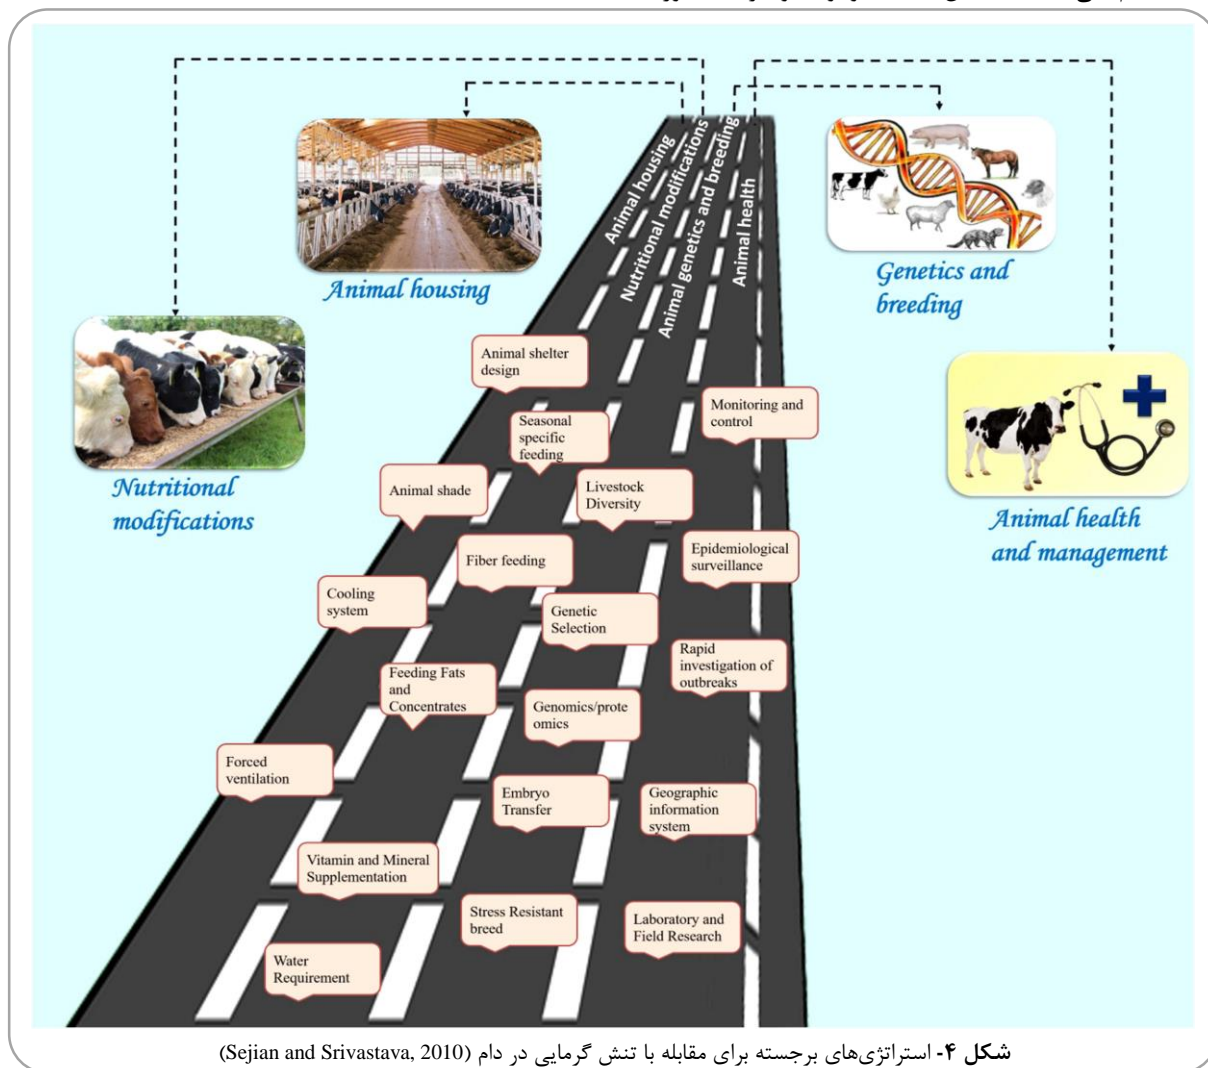 Animal housing
Nutritional modifications
Animal genetics and breeding
Animal health
Animal housing
Genetics and
breeding
Nutritional
modifications
Animal health
and management
Animal shelter
design
Monitoring and
control
Seasonal
specific
feeding
Animal shade
Livestock
Diversity
Fiber feeding
Epidemiological
surveillance
Cooling
system
Genetic
Selection
Rapid
investigation of
outbreaks
Feeding Fats
and
Concentrates
Genomics/prote
omics
Forced
ventilation
Embryo
Transfer
Geographic
information
system
Vitamin and Mineral
Supplementation
Stress Resistant
breed
Laboratory and
Field Research
Water
Requirement
شکل ۴- استراتژی‌های برجسته برای مقابله با تنش گرمایی در دام (Sejian and Srivastava, 2010)